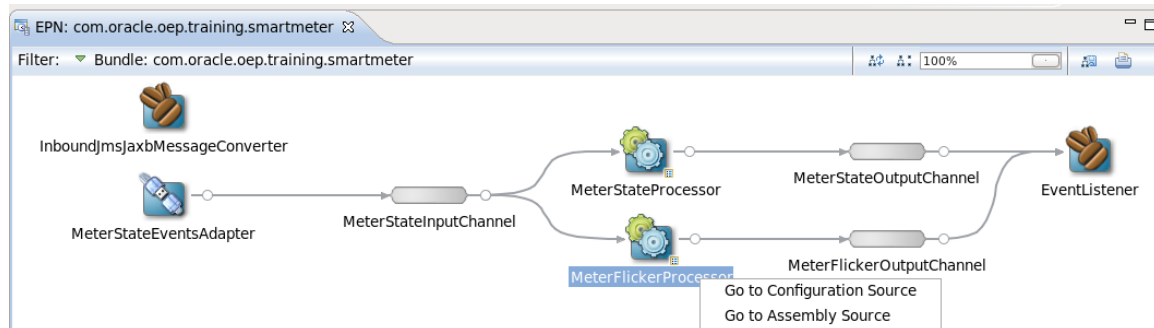 EPN: com.oracle.oep.training.smartmeter
Filter: Bundle: com.oracle.oep.training.smartmeter 100%
InboundJmsJaxbMessageConverter
MeterStateProcessor
MeterStateOutputChannel
EventListener
MeterStateEventsAdapter
MeterStateInputChannel
MeterFlickerProcessor
MeterFlickerOutputChannel
Go to Configuration Source
Go to Assembly Source